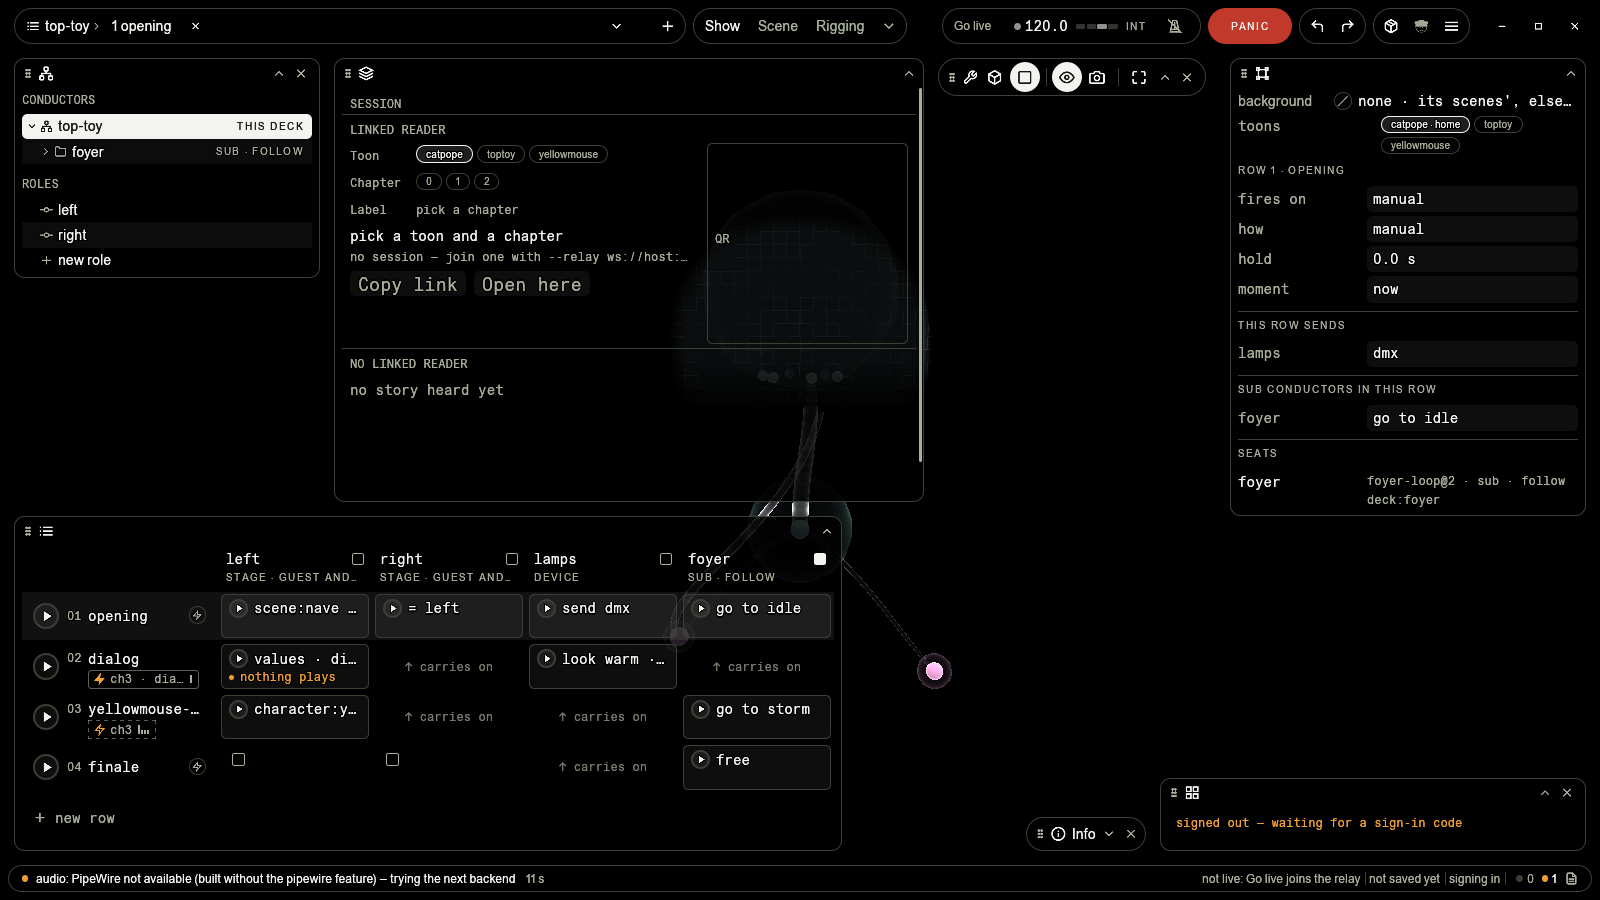 top-toy › 1 opening ×
Show Scene Rigging
Go live 120.0 INT
PANIC
CONDUCTORS
top-toy THIS DECK
foyer SUB · FOLLOW
ROLES
left
right
+ new role
SESSION
LINKED READER
Toon catpope toptoy yellowmouse
Chapter 0 1 2
Label pick a chapter
pick a toon and a chapter
no session — join one with --relay ws://host:…
Copy link Open here
QR
NO LINKED READER
no story heard yet
background none · its scenes', else…
toons catpope · home toptoy
yellowmouse
ROW 1 · OPENING
fires on manual
how manual
hold 0.0 s
moment now
THIS ROW SENDS
lamps dmx
SUB CONDUCTORS IN THIS ROW
foyer go to idle
SEATS
foyer foyer-loop@2 · sub · follow
deck:foyer
left right lamps foyer
STAGE · GUEST AND… STAGE · GUEST AND… DEVICE SUB · FOLLOW
01 opening scene:nave … = left send dmx go to idle
02 dialog values · di… ↑ carries on look warm ·… ↑ carries on
ch3 · dia… nothing plays
03 yellowmouse-… character:y… ↑ carries on ↑ carries on go to storm
ch3
04 finale ↑ carries on free
+ new row
Info
signed out — waiting for a sign-in code
audio: PipeWire not available (built without the pipewire feature) – trying the next backend 11 s
not live: Go live joins the relay not saved yet signing in 0 1